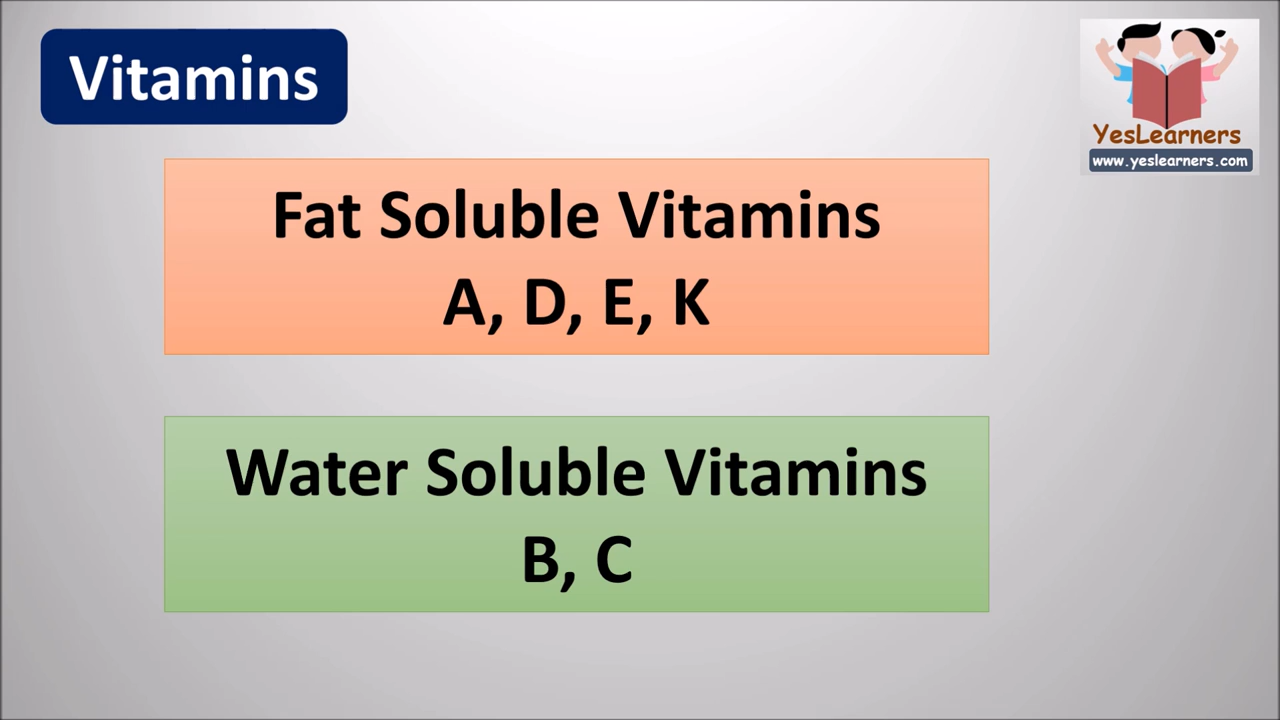 Vitamins
YesLearners
www.yeslearners.com
Fat Soluble Vitamins
A, D, E, K
Water Soluble Vitamins
B, C